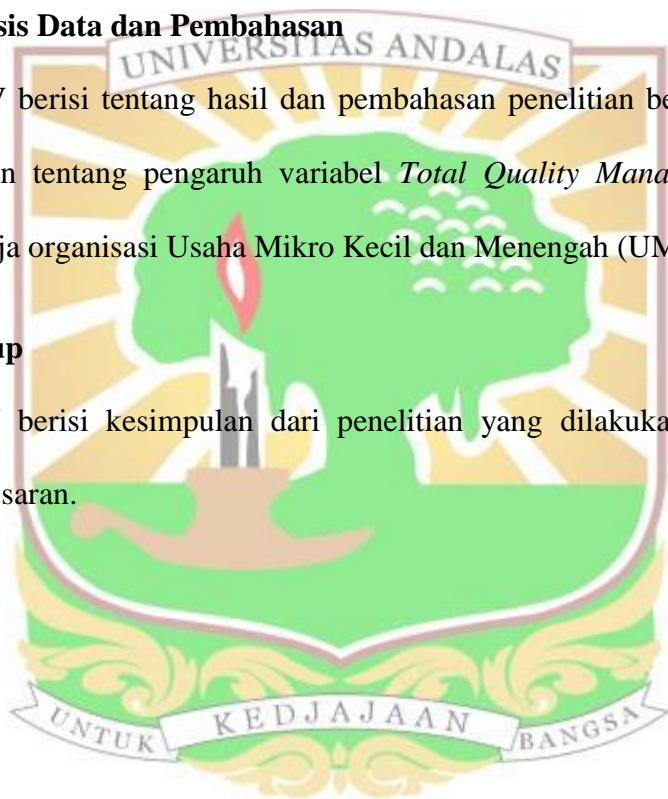 sis Data dan Pembahasan
UNIVERSITAS ANDALAS
berisi tentang hasil dan pembahasan penelitian be
n tentang pengaruh variabel Total Quality Mana
ja organisasi Usaha Mikro Kecil dan Menengah (UM
up
berisi kesimpulan dari penelitian yang dilakuka
saran.
UNTUK KEDJAJAAN BANGSA